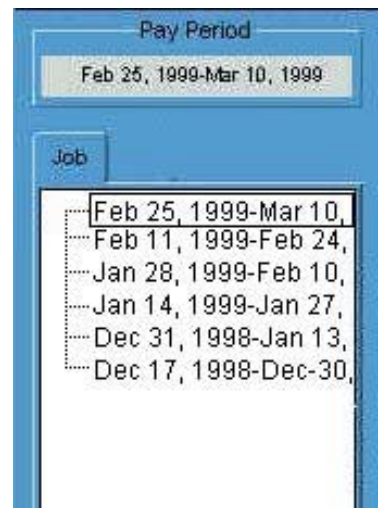 Pay Period
Feb 25, 1999-Mar 10, 1999
Job
Feb 25, 1999-Mar 10,
Feb 11, 1999-Feb 24,
Jan 28, 1999-Feb 10,
Jan 14, 1999-Jan 27,
Dec 31, 1998-Jan 13,
Dec 17, 1998-Dec-30,